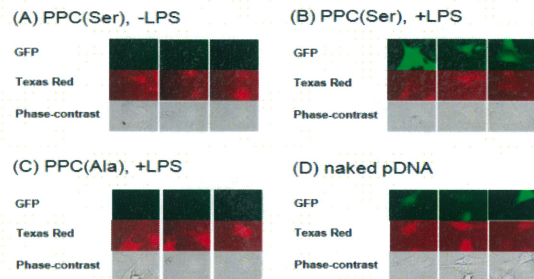 (A) PPC(Ser), -LPS
GFP
Texas Red
Phase-contrast
(B) PPC(Ser), +LPS
GFP
Texas Red
Phase-contrast
(C) PPC(Ala), +LPS
GFP
Texas Red
Phase-contrast
(D) naked pDNA
GFP
Texas Red
Phase-contrast